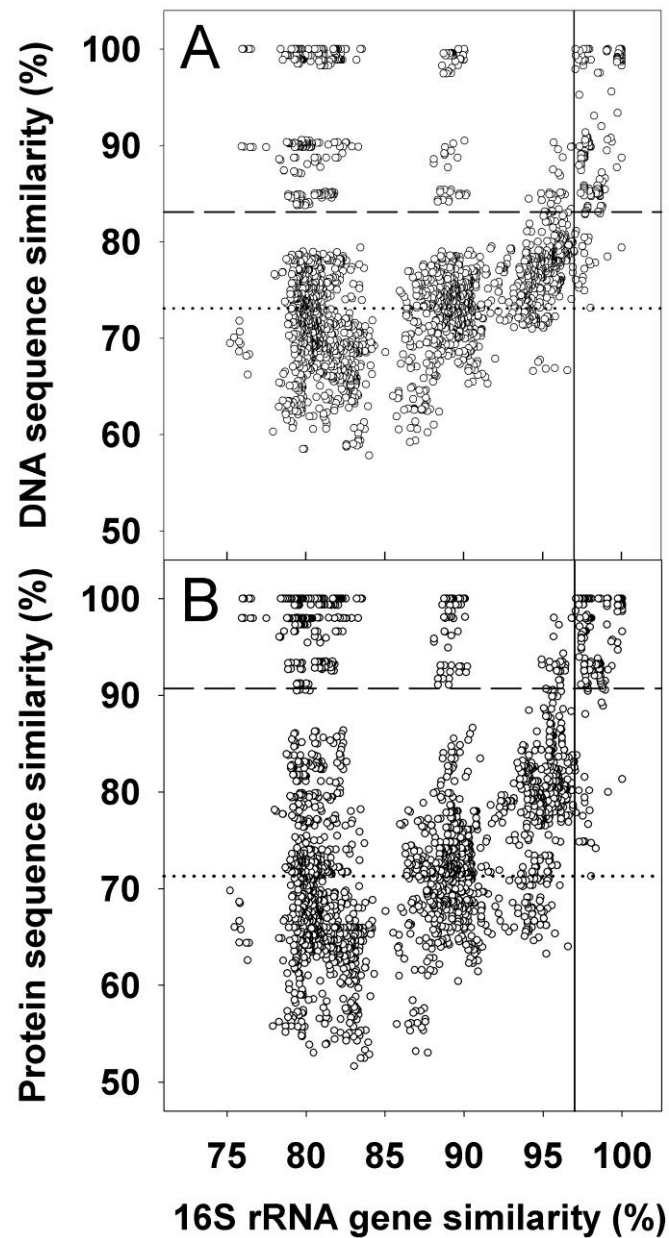 DNA sequence similarity (%)
A
100
90
80
70
60
50
Protein sequence similarity (%)
B
100
90
80
70
60
50
75 80 85 90 95 100
16S rRNA gene similarity (%)